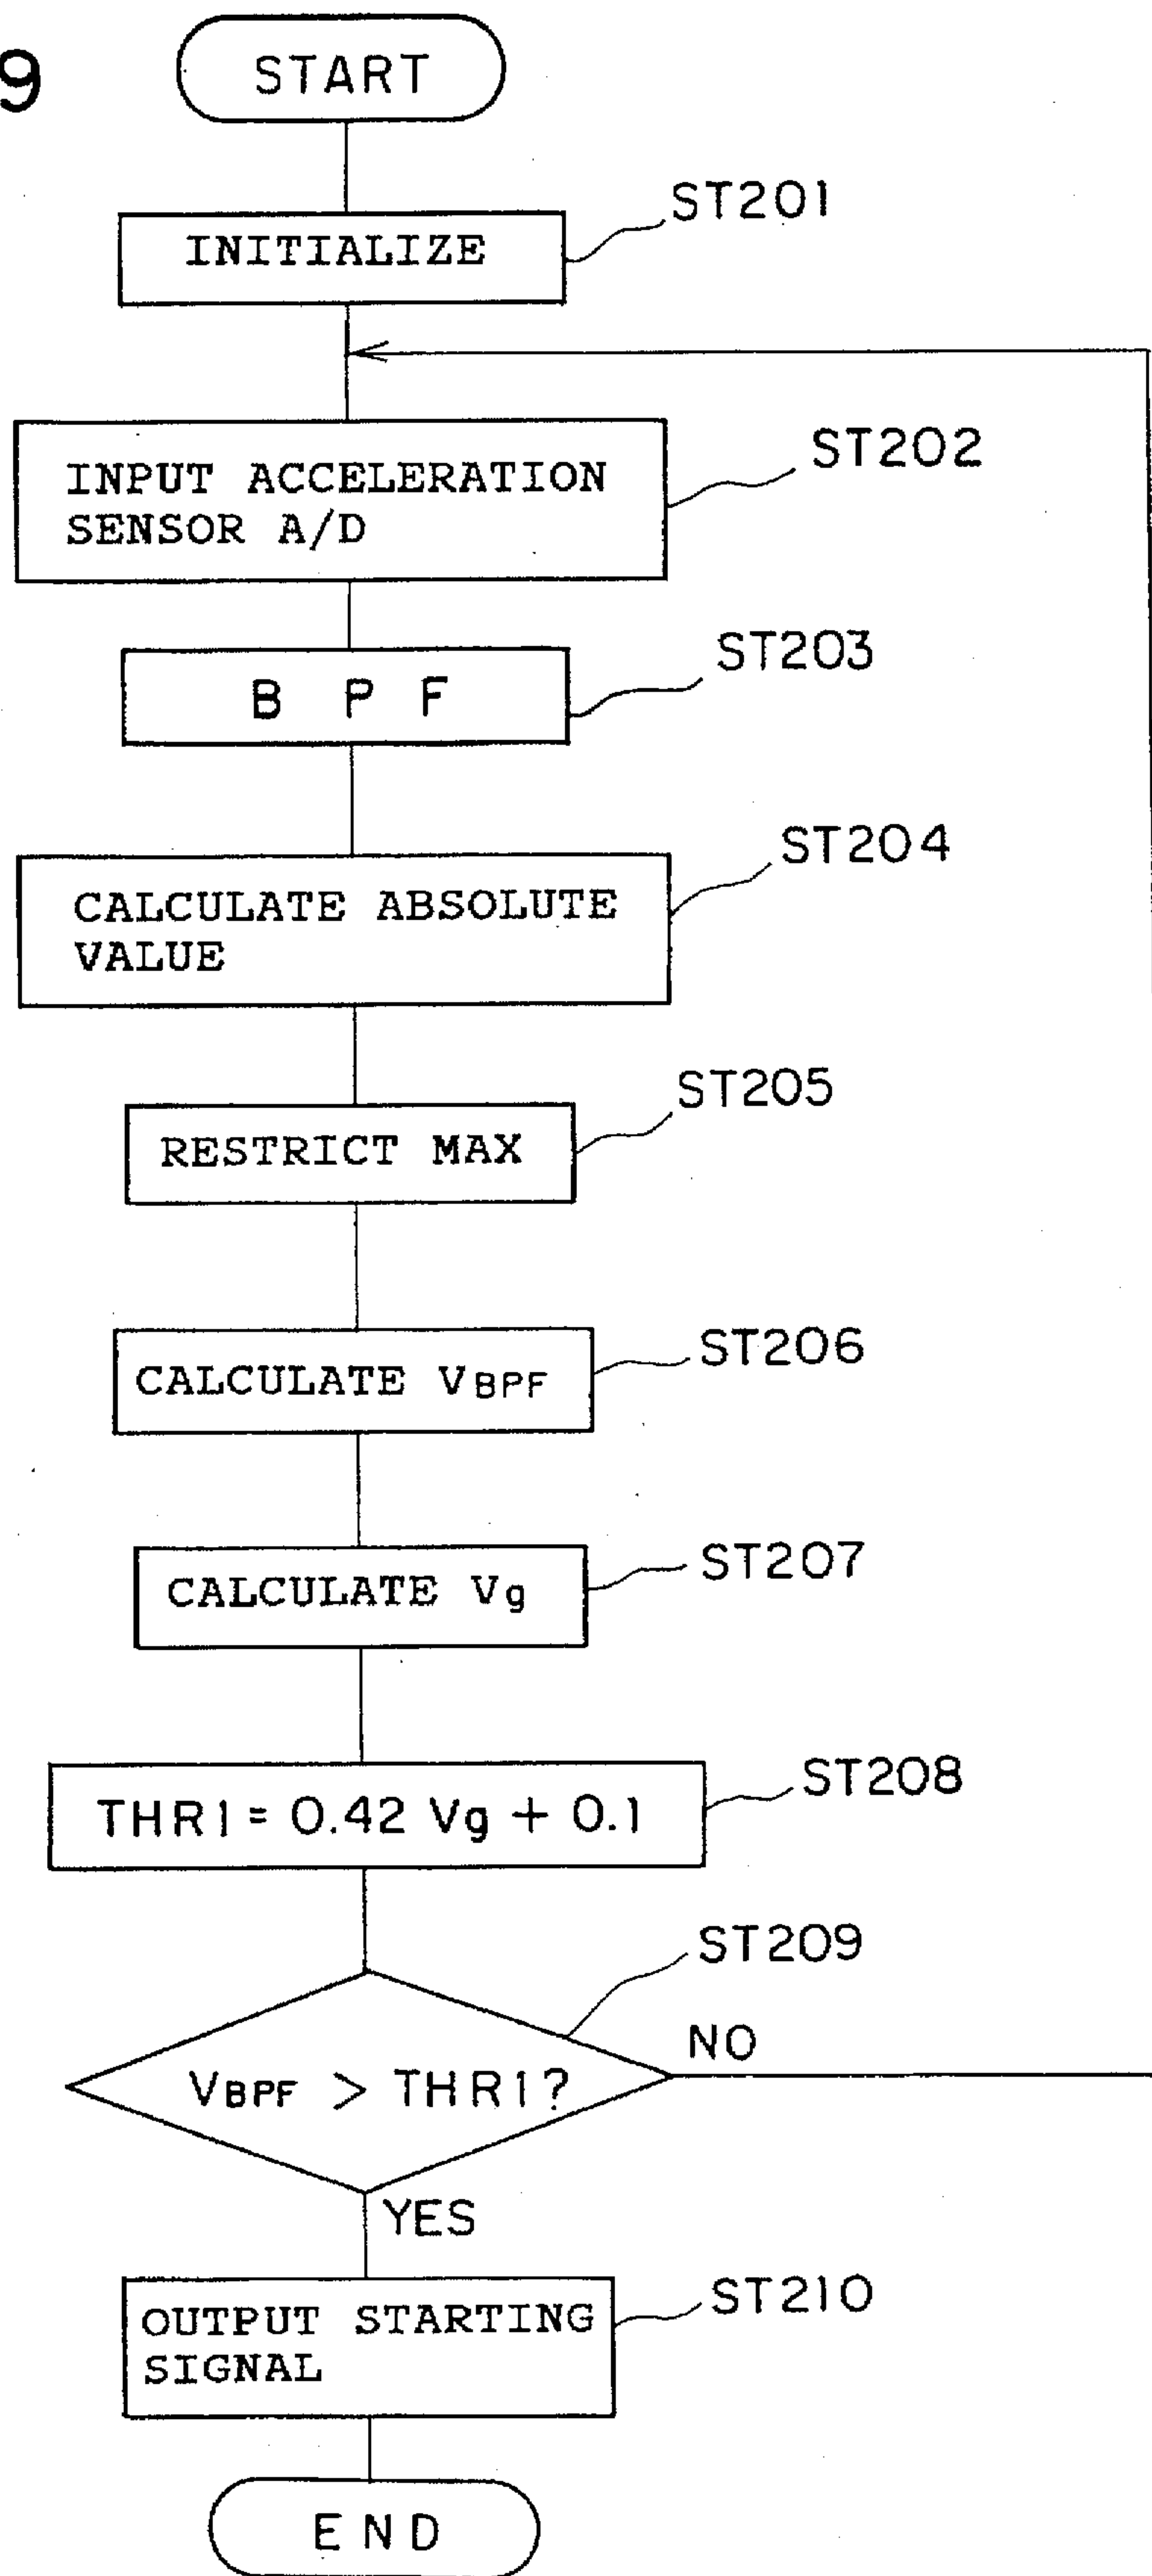 9
START
ST201
INITIALIZE
ST202
INPUT ACCELERATION
SENSOR A/D
ST203
B P F
ST204
CALCULATE ABSOLUTE
VALUE
ST205
RESTRICT MAX
ST206
CALCULATE VBPF
ST207
CALCULATE Vg
ST208
THR1 = 0.42 Vg + 0.1
ST209
NO
VBPF > THR1?
YES
ST210
OUTPUT STARTING
SIGNAL
END